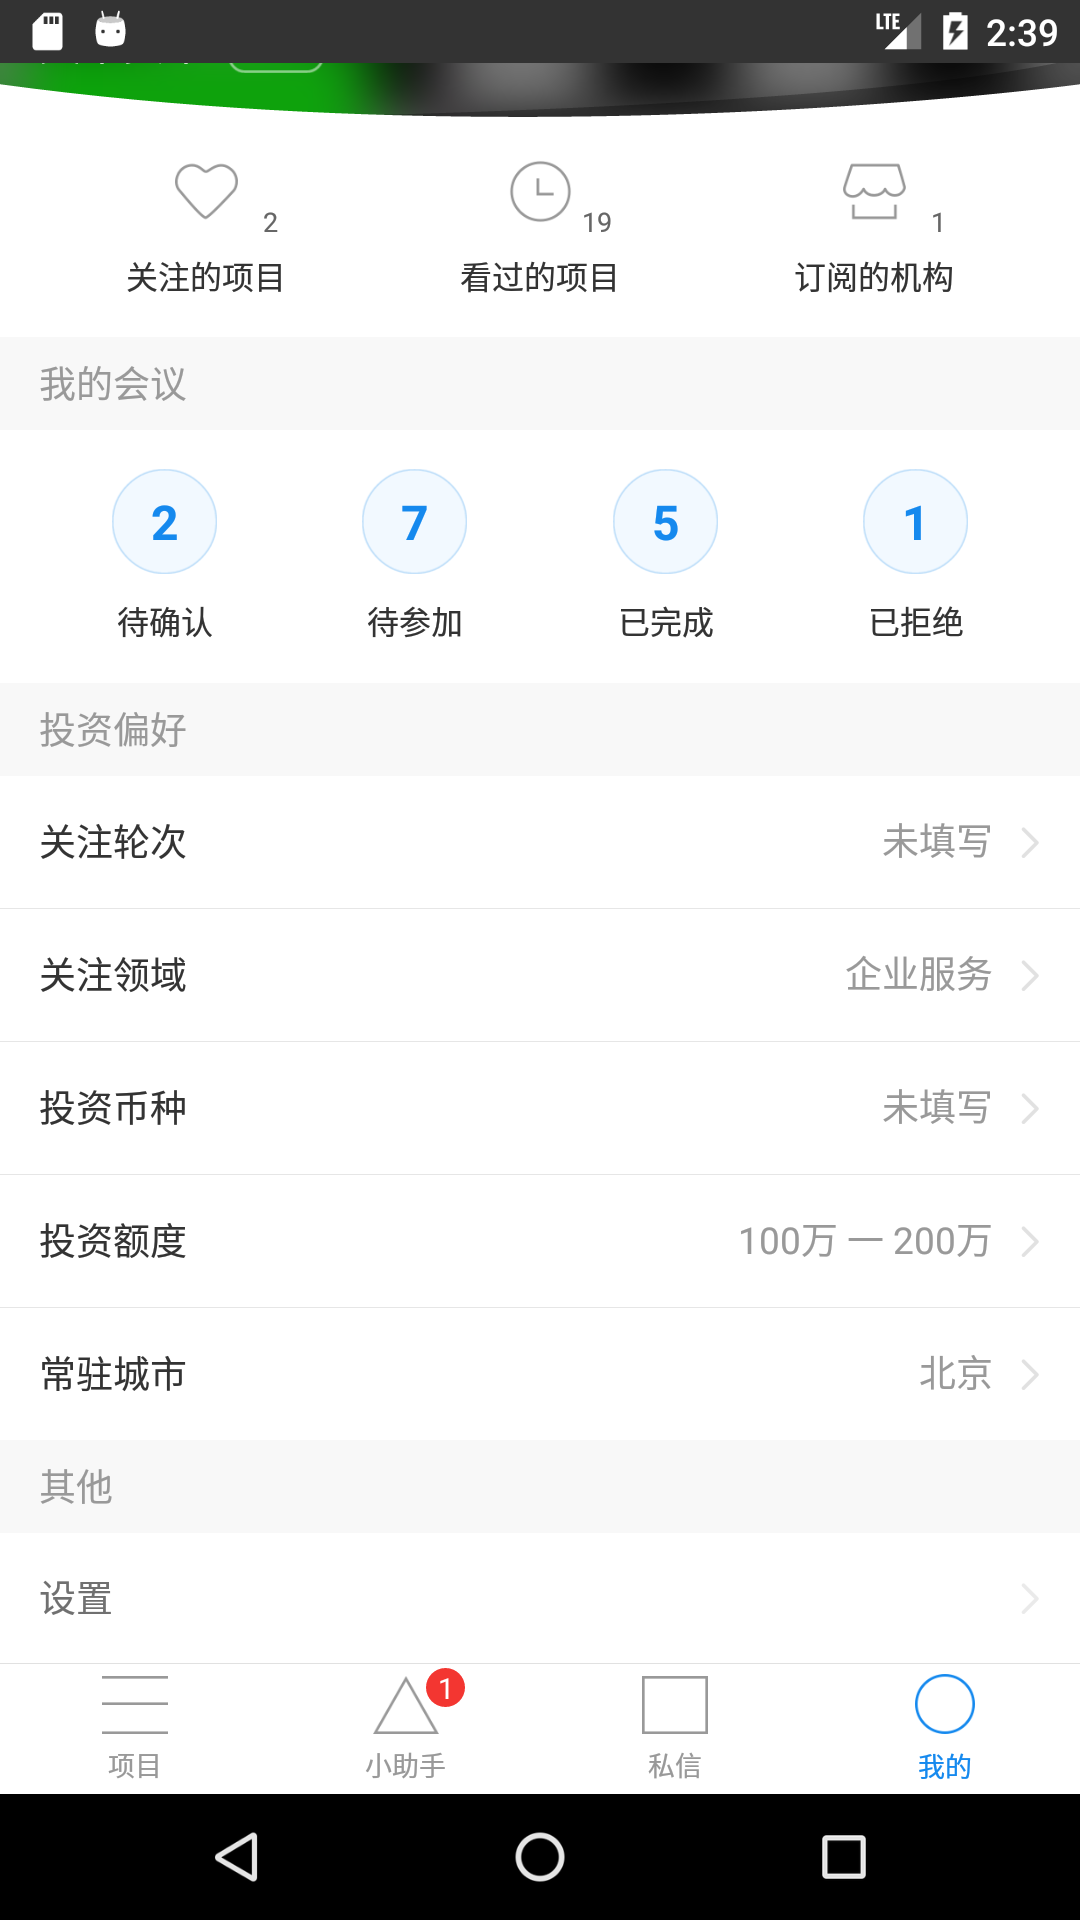 LTE 2:39
2 19 1
关注的项目 看过的项目 订阅的机构
我的会议
2 7 5 1
待确认 待参加 已完成 已拒绝
投资偏好
关注轮次 未填写
关注领域 企业服务
投资币种 未填写
投资额度 100万 一 200万
常驻城市 北京
其他
设置
1
项目 小助手 私信 我的